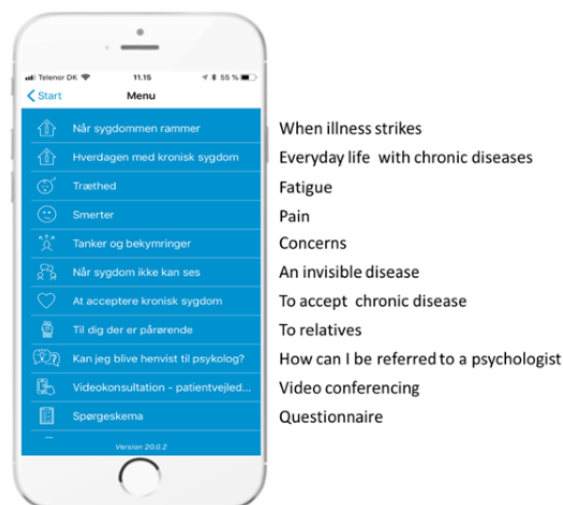 Telenor DK 11.15 55 %
Start Menu
Når sygdommen rammer When illness strikes
Hverdagen med kronisk sygdom Everyday life with chronic diseases
Træthed Fatigue
Smerter Pain
Tanker og bekymringer Concerns
Når sygdom ikke kan ses An invisible disease
At acceptere kronisk sygdom To accept chronic disease
Til dig der er pårørende To relatives
Kan jeg blive henvist til psykolog? How can I be referred to a psychologist
Videokonsultation - patientvejled... Video conferencing
Spørgeskema Questionnaire
Version 20.0.2